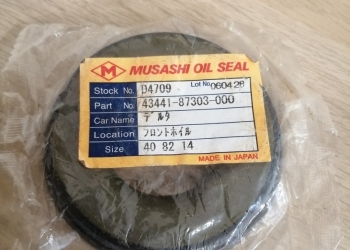 M MUSASHI OIL SEAL
Stock No. D4709 Lot No 060428
Part No. 43441-87303-000
Car Name デルタ
Location フロントホイル
Size 40 82 14
MADE IN JAPAN